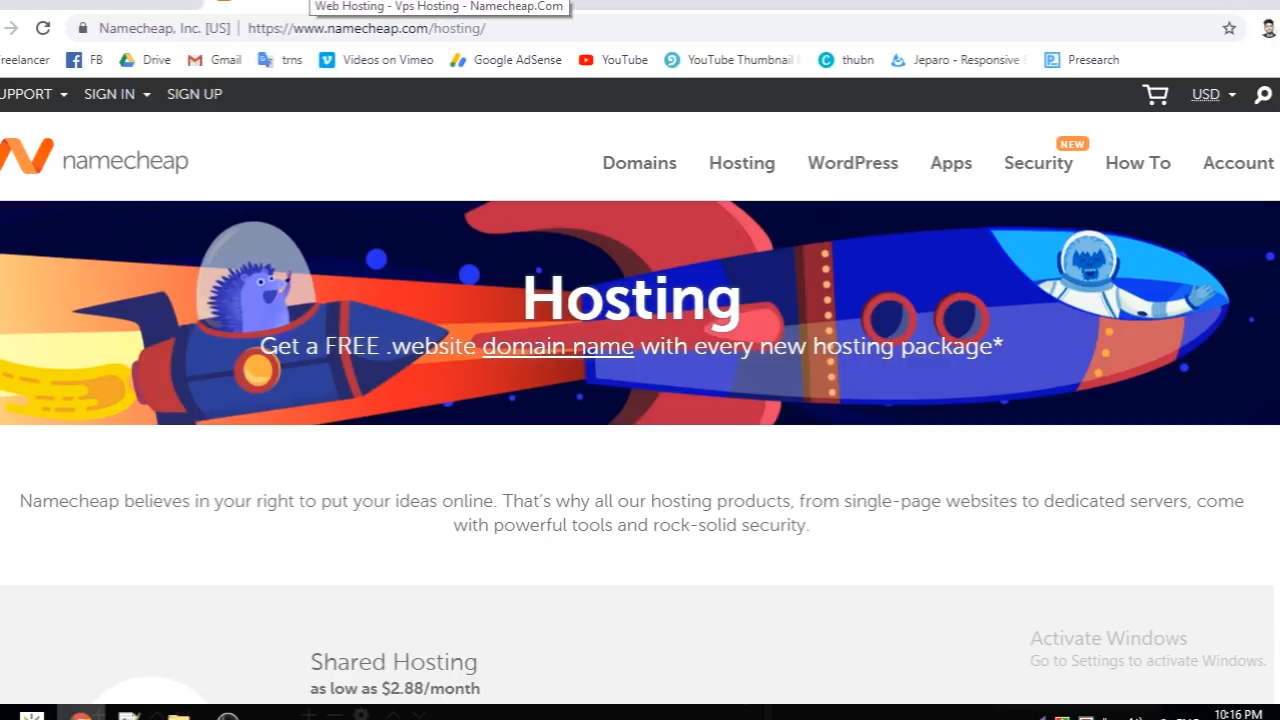 Web Hosting - Vps Hosting - Namecheap.Com
Namecheap, Inc. [US] | https://www.namecheap.com/hosting/
FB Drive Gmail trns Videos on Vimeo Google AdSense YouTube YouTube Thumbnail thubn Jeparo - Responsive Presearch
SIGN IN SIGN UP USD
namecheap
NEW
Domains Hosting WordPress Apps Security How To Account
Hosting
Get a FREE .website domain name with every new hosting package*
Namecheap believes in your right to put your ideas online. That's why all our hosting products, from single-page websites to dedicated servers, come
with powerful tools and rock-solid security.
Shared Hosting
as low as $2.88/month
Activate Windows
Go to Settings to activate Windows.
10:16 PM